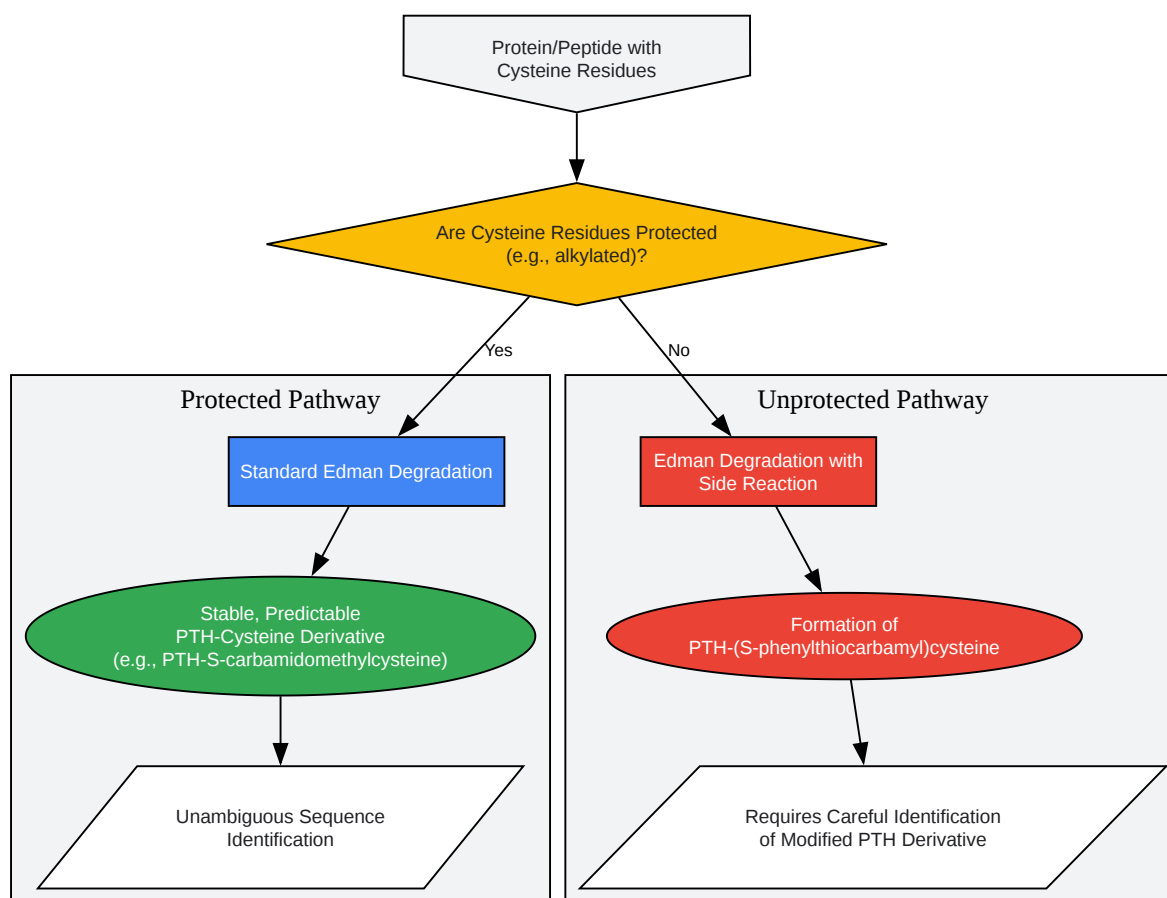 Protein/Peptide with
Cysteine Residues
Are Cysteine Residues Protected
(e.g., alkylated)?
Yes
No
Protected Pathway
Standard Edman Degradation
Stable, Predictable
PTH-Cysteine Derivative
(e.g., PTH-S-carbamidomethylcysteine)
Unambiguous Sequence
Identification
Unprotected Pathway
Edman Degradation with
Side Reaction
Formation of
PTH-(S-phenylthiocarbamyl)cysteine
Requires Careful Identification
of Modified PTH Derivative